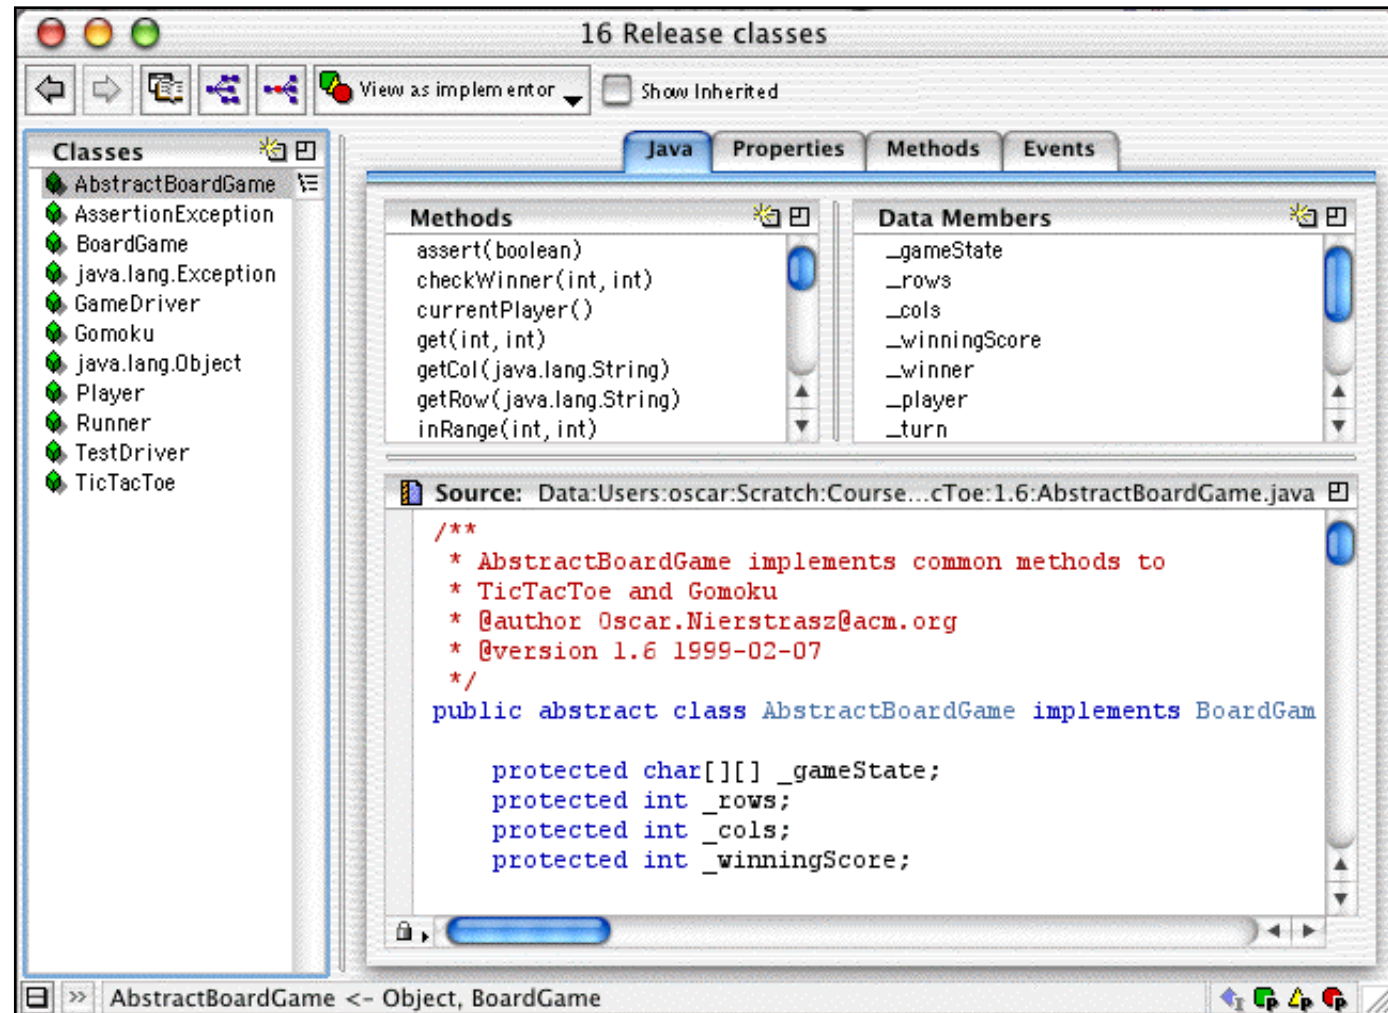 16 Release classes
View as implementor
Show Inherited
Classes
AbstractBoardGame
AssertionException
BoardGame
java.lang.Exception
GameDriver
Gomoku
java.lang.Object
Player
Runner
TestDriver
TicTacToe
Java Properties Methods Events
Methods
assert(boolean)
checkWinner(int, int)
currentPlayer()
get(int, int)
getCol(java.lang.String)
getRow(java.lang.String)
inRange(int, int)
Data Members
_gameState
_rows
_cols
_winningScore
_winner
_player
_turn
Source: Data:Users:oscar:Scratch:Course...cToe:1.6:AbstractBoardGame.java
/**
* AbstractBoardGame implements common methods to
* TicTacToe and Gomoku
* @author Oscar.Nierstrasz@acm.org
* @version 1.6 1999-02-07
*/
public abstract class AbstractBoardGame implements BoardGam
protected char[][] _gameState;
protected int _rows;
protected int _cols;
protected int _winningScore;
>> AbstractBoardGame <- Object, BoardGame
I P P P